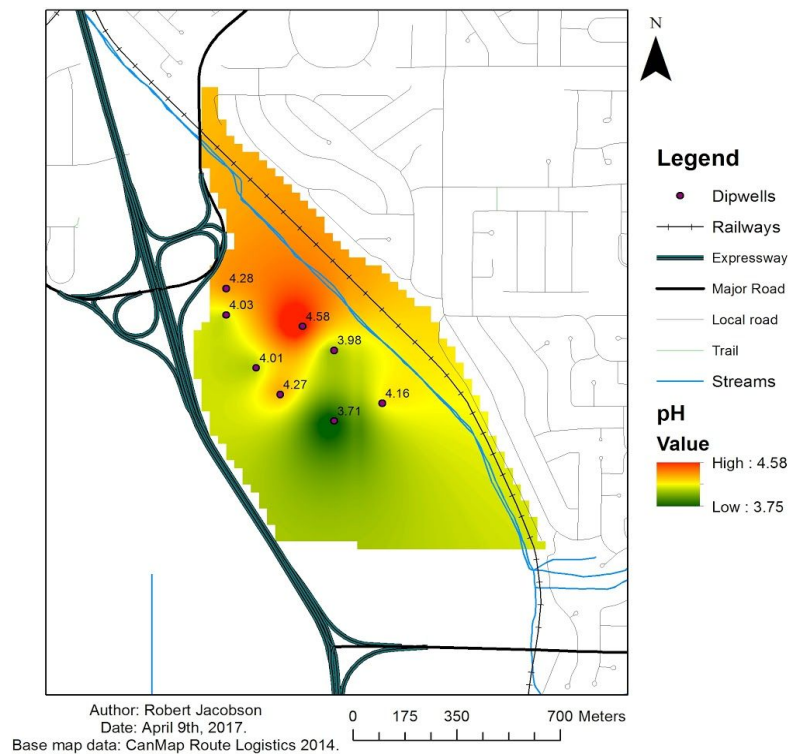 N
4.28
4.03
4.58
3.98
4.01
4.27
4.16
3.71
Legend
Dipwells
Railways
Expressway
Major Road
Local road
Trail
Streams
pH
Value
High : 4.58
Low : 3.75
Author: Robert Jacobson
Date: April 9th, 2017.
Base map data: CanMap Route Logistics 2014.
0 175 350 700 Meters